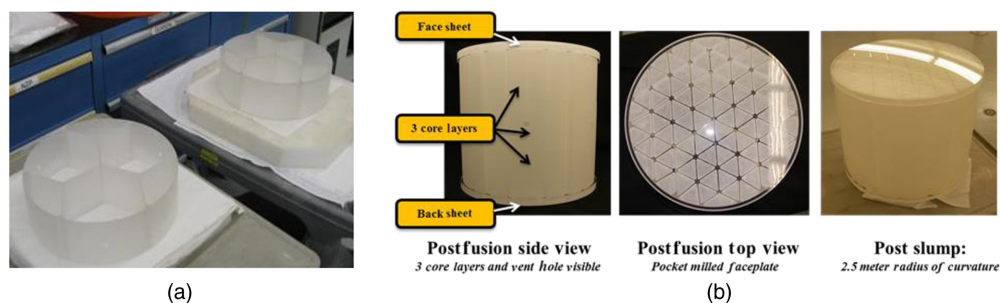 Face sheet
3 core layers
Back sheet
Postfusion side view
3 core layers and vent hole visible
Postfusion top view
Pocket milled faceplate
Post slump:
2.5 meter radius of curvature
(a)
(b)